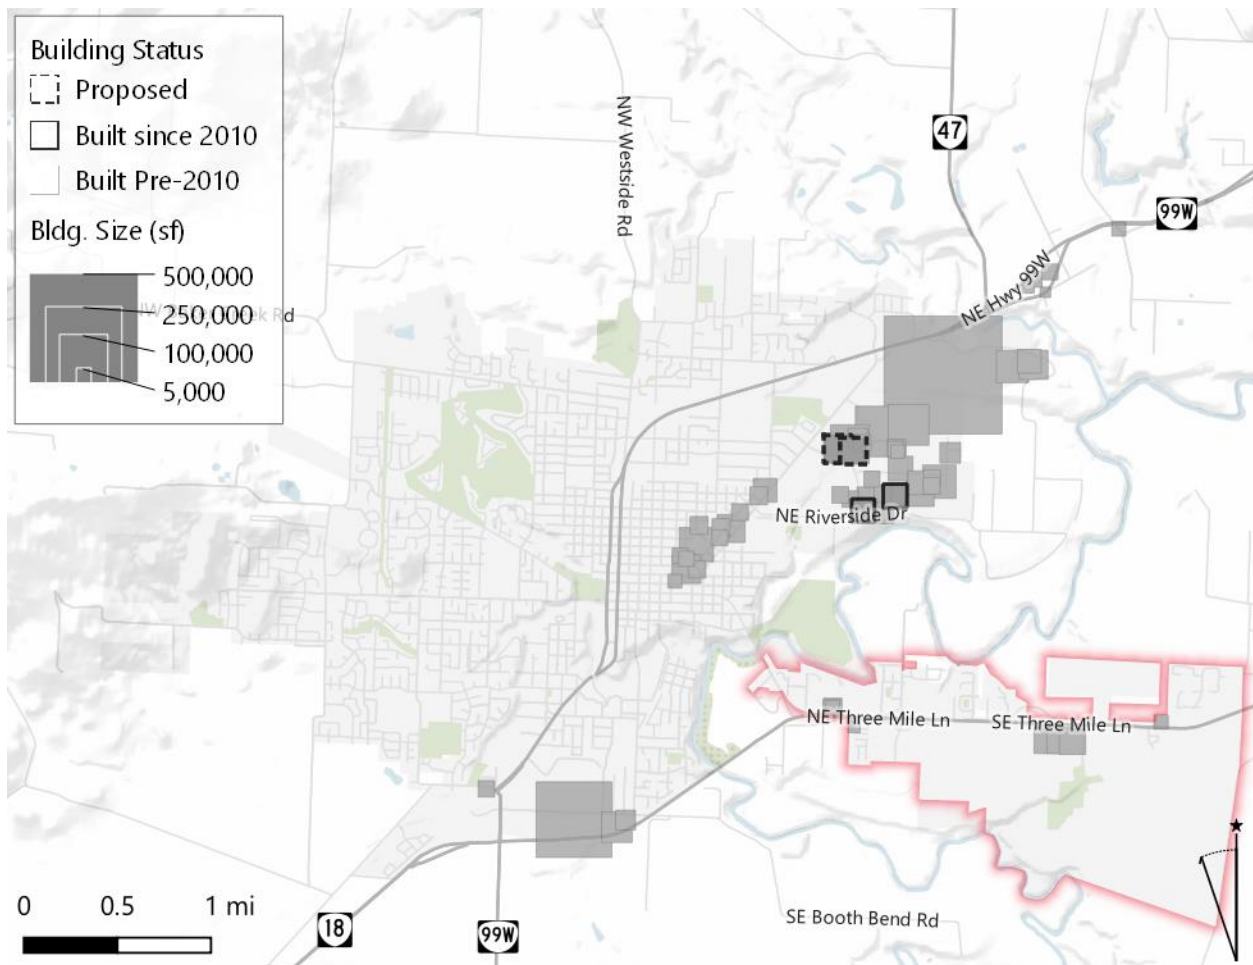 Building Status
Proposed
Built since 2010
Built Pre-2010
Bldg. Size (sf)
500,000
250,000
100,000
5,000
ek Rd
NW Westside Rd
47
99W
NE Hwy 99W
NE Riverside Dr
NE Three Mile Ln
SE Three Mile Ln
SE Booth Bend Rd
0 0.5 1 mi
18
99W